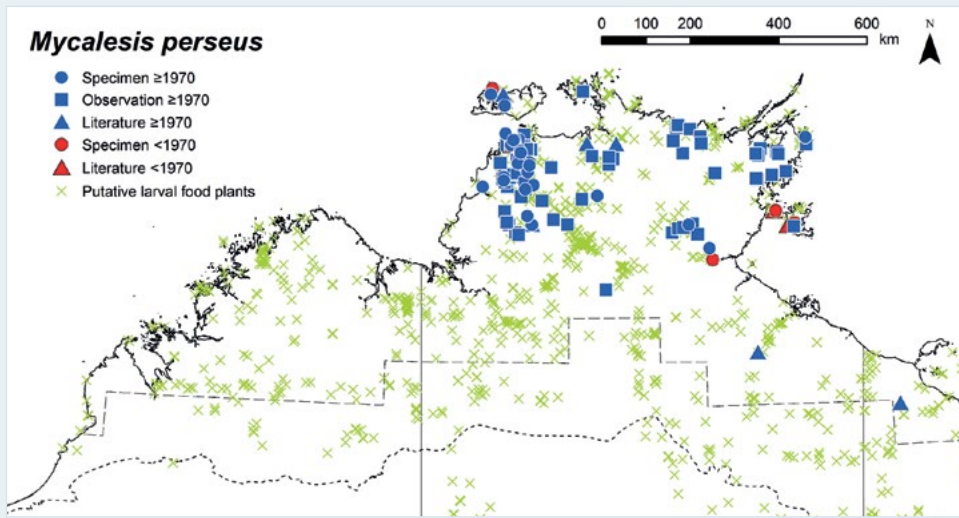 Mycalesis perseus
0 100 200 400 600
km
N
Specimen ≥1970
Observation ≥1970
Literature ≥1970
Specimen <1970
Literature <1970
Putative larval food plants